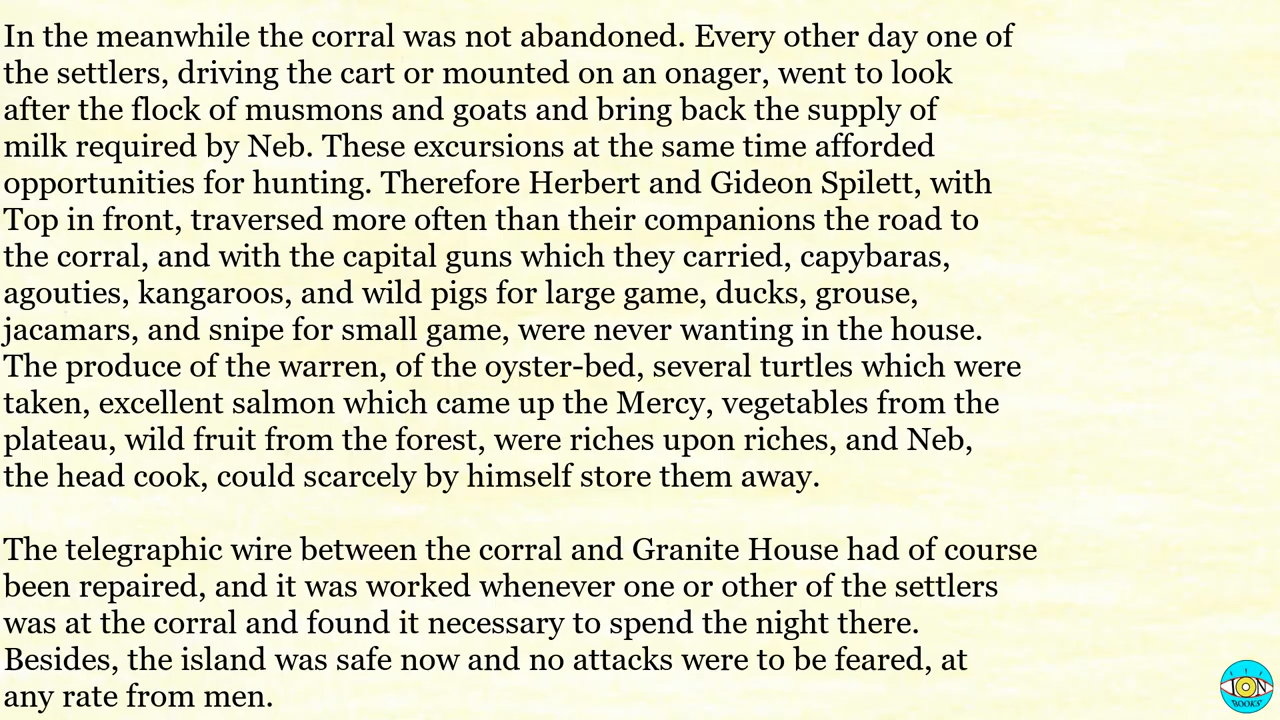 In the meanwhile the corral was not abandoned. Every other day one of
the settlers, driving the cart or mounted on an onager, went to look
after the flock of musmons and goats and bring back the supply of
milk required by Neb. These excursions at the same time afforded
opportunities for hunting. Therefore Herbert and Gideon Spilett, with
Top in front, traversed more often than their companions the road to
the corral, and with the capital guns which they carried, capybaras,
agouties, kangaroos, and wild pigs for large game, ducks, grouse,
jacamars, and snipe for small game, were never wanting in the house.
The produce of the warren, of the oyster-bed, several turtles which were
taken, excellent salmon which came up the Mercy, vegetables from the
plateau, wild fruit from the forest, were riches upon riches, and Neb,
the head cook, could scarcely by himself store them away.

The telegraphic wire between the corral and Granite House had of course
been repaired, and it was worked whenever one or other of the settlers
was at the corral and found it necessary to spend the night there.
Besides, the island was safe now and no attacks were to be feared, at
any rate from men.
ION
BOOKS